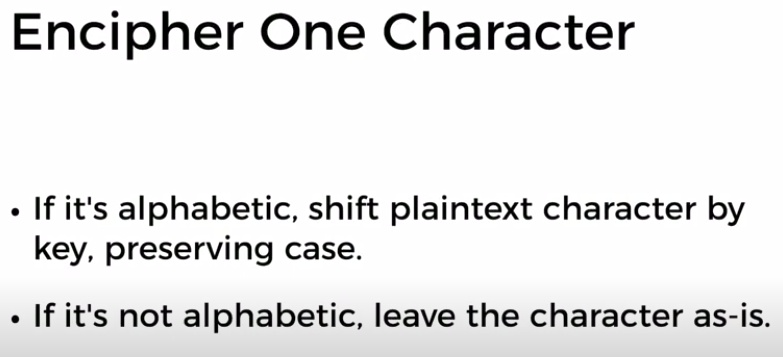 Encipher One Character
• If it's alphabetic, shift plaintext character by
key, preserving case.
• If it's not alphabetic, leave the character as-is.